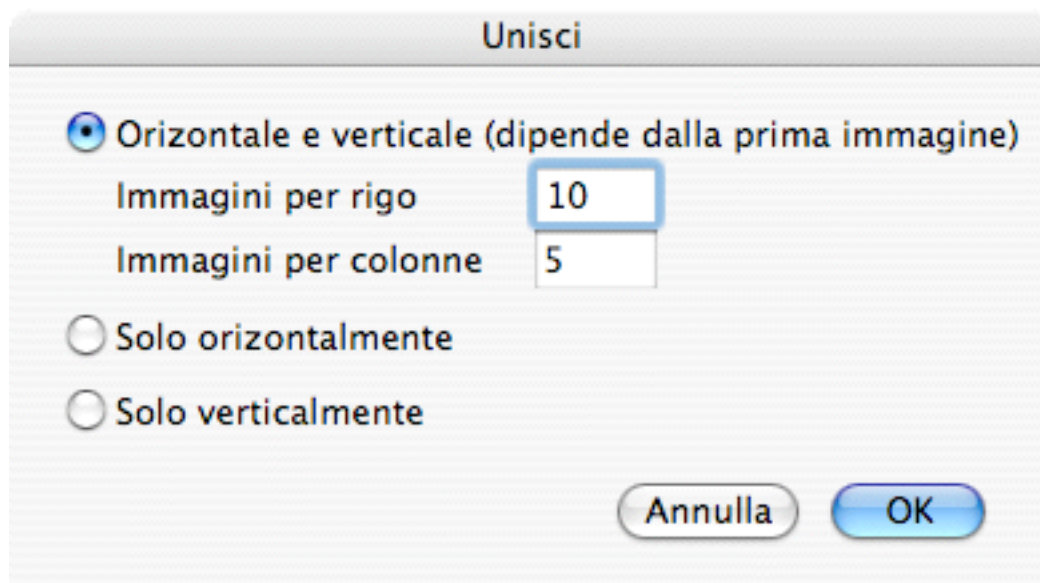 Unisci
Orizontale e verticale (dipende dalla prima immagine)
Immagini per rigo 10
Immagini per colonne 5
Solo orizontalmente
Solo verticalmente
Annulla OK